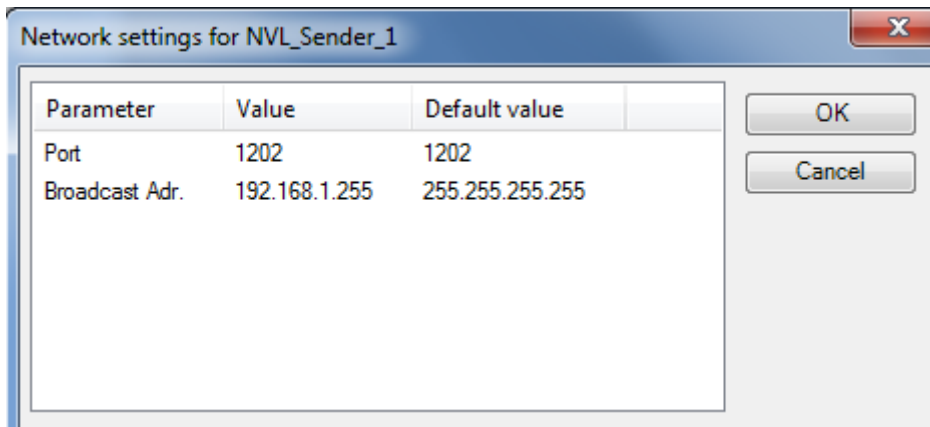 Network settings for NVL_Sender_1
Parameter Value Default value
OK
Port 1202 1202
Cancel
Broadcast Adr. 192.168.1.255 255.255.255.255